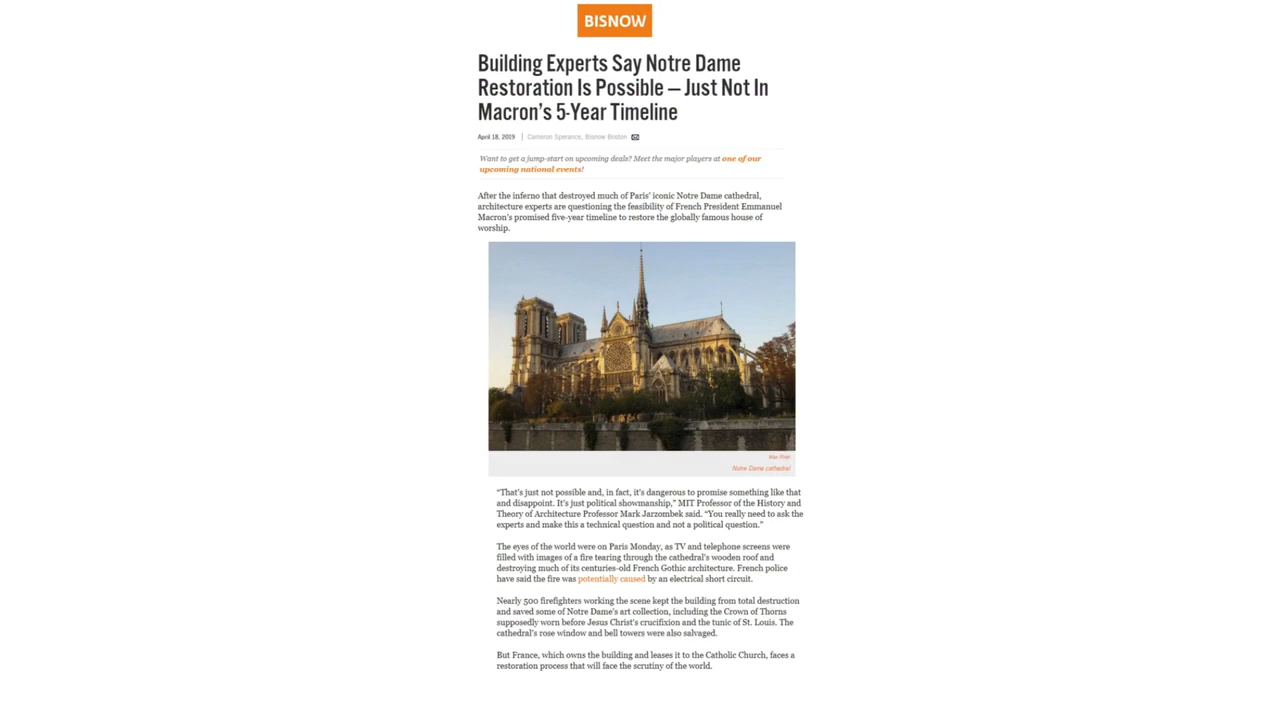 BISNOW
Building Experts Say Notre Dame
Restoration Is Possible — Just Not In
Macron's 5-Year Timeline
April 18, 2019 | Cameron Sperance, Bisnow Boston
Want to get a jump-start on upcoming deals? Meet the major players at one of our
upcoming national events!
After the inferno that destroyed much of Paris' iconic Notre Dame cathedral,
architecture experts are questioning the feasibility of French President Emmanuel
Macron's promised five-year timeline to restore the globally famous house of
worship.
Notre Dame cathedral
“That's just not possible and, in fact, it's dangerous to promise something like that
and disappoint. It's just political showmanship,” MIT Professor of the History and
Theory of Architecture Professor Mark Jarzombek said. “You really need to ask the
experts and make this a technical question and not a political question.”
The eyes of the world were on Paris Monday, as TV and telephone screens were
filled with images of a fire tearing through the cathedral's wooden roof and
destroying much of its centuries-old French Gothic architecture. French police
have said the fire was potentially caused by an electrical short circuit.
Nearly 500 firefighters working the scene kept the building from total destruction
and saved some of Notre Dame's art collection, including the Crown of Thorns
supposedly worn before Jesus Christ's crucifixion and the tunic of St. Louis. The
cathedral's rose window and bell towers were also salvaged.
But France, which owns the building and leases it to the Catholic Church, faces a
restoration process that will face the scrutiny of the world.